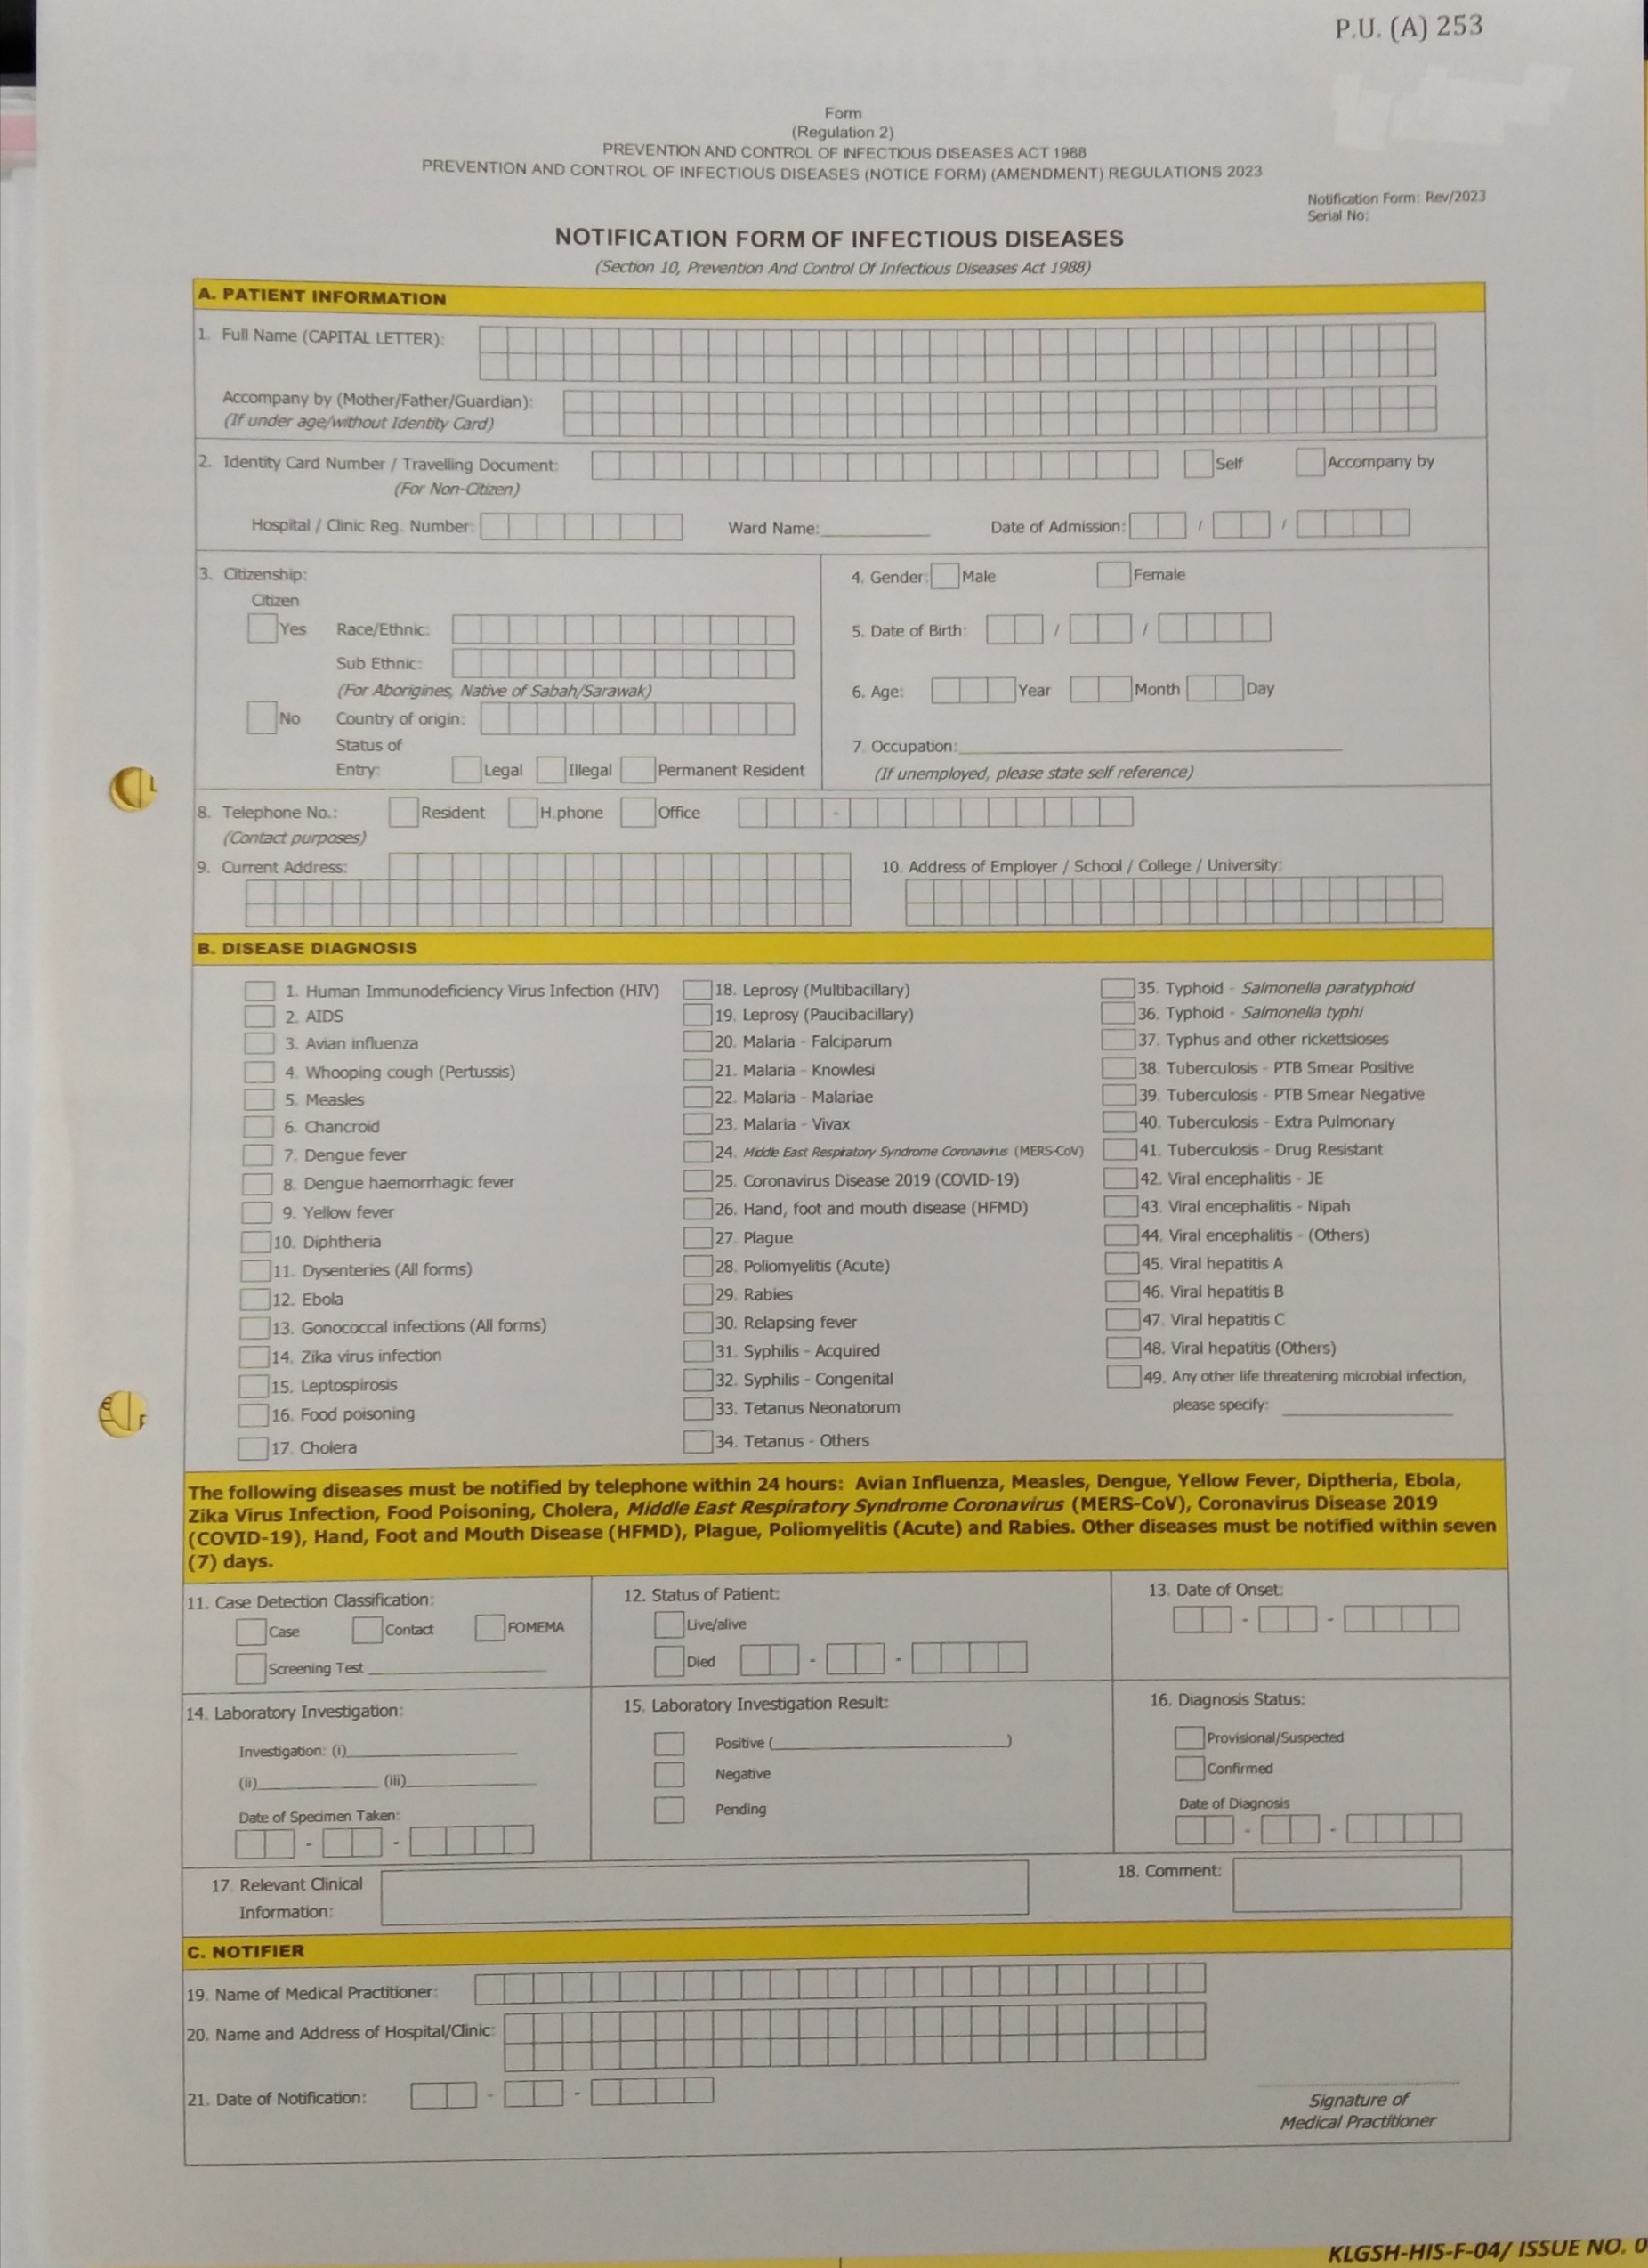 P.U. (A) 253
Form
(Regulation 2)
PREVENTION AND CONTROL OF INFECTIOUS DISEASES ACT 1988
PREVENTION AND CONTROL OF INFECTIOUS DISEASES (NOTICE FORM) (AMENDMENT) REGULATIONS 2023
Notification Form: Rev/2023
Serial No:
NOTIFICATION FORM OF INFECTIOUS DISEASES
(Section 10, Prevention And Control Of Infectious Diseases Act 1988)
A. PATIENT INFORMATION
1. Full Name (CAPITAL LETTER):
Accompany by (Mother/Father/Guardian):
(If under age/without Identity Card)
2. Identity Card Number / Travelling Document: Self Accompany by
(For Non-Citizen)
Hospital / Clinic Reg. Number: Ward Name: Date of Admission: / /
3. Citizenship:
Citizen
Yes Race/Ethnic:
Sub Ethnic:
(For Aborigines, Native of Sabah/Sarawak)
No Country of origin:
Status of
Entry: Legal Illegal Permanent Resident
4. Gender: Male Female
5. Date of Birth: / /
6. Age: Year Month Day
7. Occupation:
(If unemployed, please state self reference)
8. Telephone No.: Resident H.phone Office -
(Contact purposes)
9. Current Address:
10. Address of Employer / School / College / University:
B. DISEASE DIAGNOSIS
1. Human Immunodeficiency Virus Infection (HIV)
2. AIDS
3. Avian influenza
4. Whooping cough (Pertussis)
5. Measles
6. Chancroid
7. Dengue fever
8. Dengue haemorrhagic fever
9. Yellow fever
10. Diphtheria
11. Dysenteries (All forms)
12. Ebola
13. Gonococcal infections (All forms)
14. Zika virus infection
15. Leptospirosis
16. Food poisoning
17. Cholera
18. Leprosy (Multibacillary)
19. Leprosy (Paucibacillary)
20. Malaria - Falciparum
21. Malaria - Knowlesi
22. Malaria - Malariae
23. Malaria - Vivax
24. Middle East Respiratory Syndrome Coronavirus (MERS-CoV)
25. Coronavirus Disease 2019 (COVID-19)
26. Hand, foot and mouth disease (HFMD)
27. Plague
28. Poliomyelitis (Acute)
29. Rabies
30. Relapsing fever
31. Syphilis - Acquired
32. Syphilis - Congenital
33. Tetanus Neonatorum
34. Tetanus - Others
35. Typhoid - Salmonella paratyphoid
36. Typhoid - Salmonella typhi
37. Typhus and other rickettsioses
38. Tuberculosis - PTB Smear Positive
39. Tuberculosis - PTB Smear Negative
40. Tuberculosis - Extra Pulmonary
41. Tuberculosis - Drug Resistant
42. Viral encephalitis - JE
43. Viral encephalitis - Nipah
44. Viral encephalitis - (Others)
45. Viral hepatitis A
46. Viral hepatitis B
47. Viral hepatitis C
48. Viral hepatitis (Others)
49. Any other life threatening microbial infection,
please specify:
The following diseases must be notified by telephone within 24 hours: Avian Influenza, Measles, Dengue, Yellow Fever, Diptheria, Ebola,
Zika Virus Infection, Food Poisoning, Cholera, Middle East Respiratory Syndrome Coronavirus (MERS-CoV), Coronavirus Disease 2019
(COVID-19), Hand, Foot and Mouth Disease (HFMD), Plague, Poliomyelitis (Acute) and Rabies. Other diseases must be notified within seven
(7) days.
11. Case Detection Classification:
Case Contact FOMEMA
Screening Test
12. Status of Patient:
Live/alive
Died - -
13. Date of Onset:
- -
14. Laboratory Investigation:
Investigation: (i)
(ii) (iii)
Date of Specimen Taken:
- -
15. Laboratory Investigation Result:
Positive ( )
Negative
Pending
16. Diagnosis Status:
Provisional/Suspected
Confirmed
Date of Diagnosis
- -
17. Relevant Clinical
Information:
18. Comment:
C. NOTIFIER
19. Name of Medical Practitioner:
20. Name and Address of Hospital/Clinic:
21. Date of Notification: - -
Signature of
Medical Practitioner
KLGSH-HIS-F-04/ ISSUE NO. 0